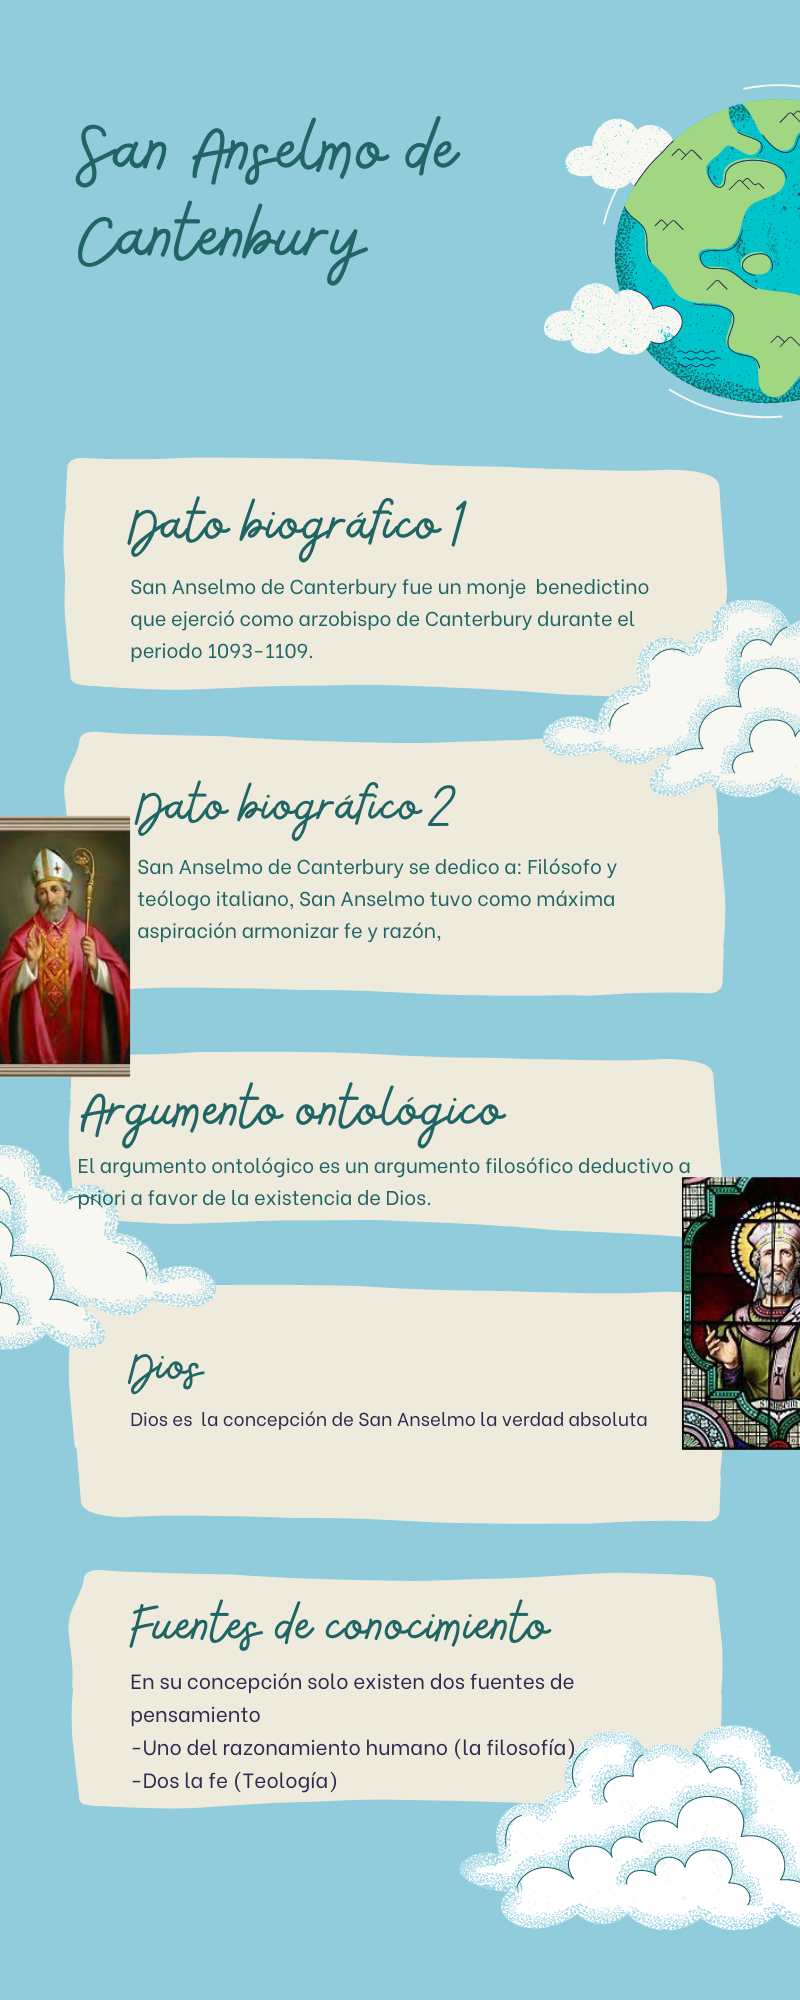 San Anselmo de
Cantenbury
Dato biográfico 1
San Anselmo de Canterbury fue un monje  benedictino
que ejerció como arzobispo de Canterbury durante el
periodo 1093-1109.
Dato biográfico 2
San Anselmo de Canterbury se dedico a: Filósofo y
teólogo italiano, San Anselmo tuvo como máxima
aspiración armonizar fe y razón,
Argumento ontológico
El argumento ontológico es un argumento filosófico deductivo a
priori a favor de la existencia de Dios.
Dios
Dios es  la concepción de San Anselmo la verdad absoluta
Fuentes de conocimiento
En su concepción solo existen dos fuentes de
pensamiento
-Uno del razonamiento humano (la filosofía)
-Dos la fe (Teología)